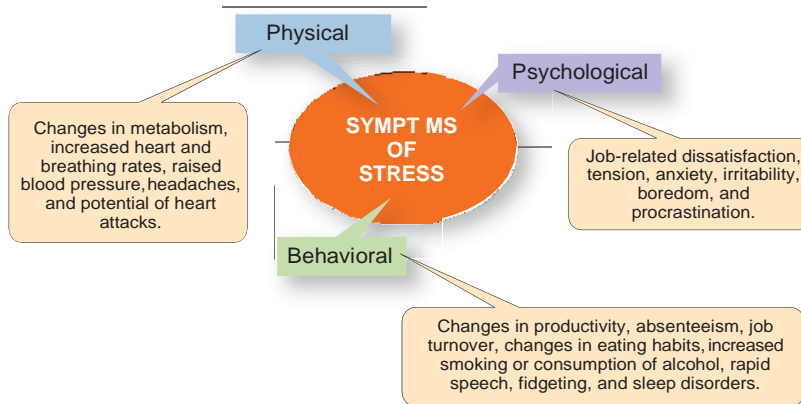 Physical
Psychological
SYMPT MS
OF
STRESS
Changes in metabolism,
increased heart and
breathing rates, raised
blood pressure, headaches,
and potential of heart
attacks.
Job-related dissatisfaction,
tension, anxiety, irritability,
boredom, and
procrastination.
Behavioral
Changes in productivity, absenteeism, job
turnover, changes in eating habits, increased
smoking or consumption of alcohol, rapid
speech, fidgeting, and sleep disorders.